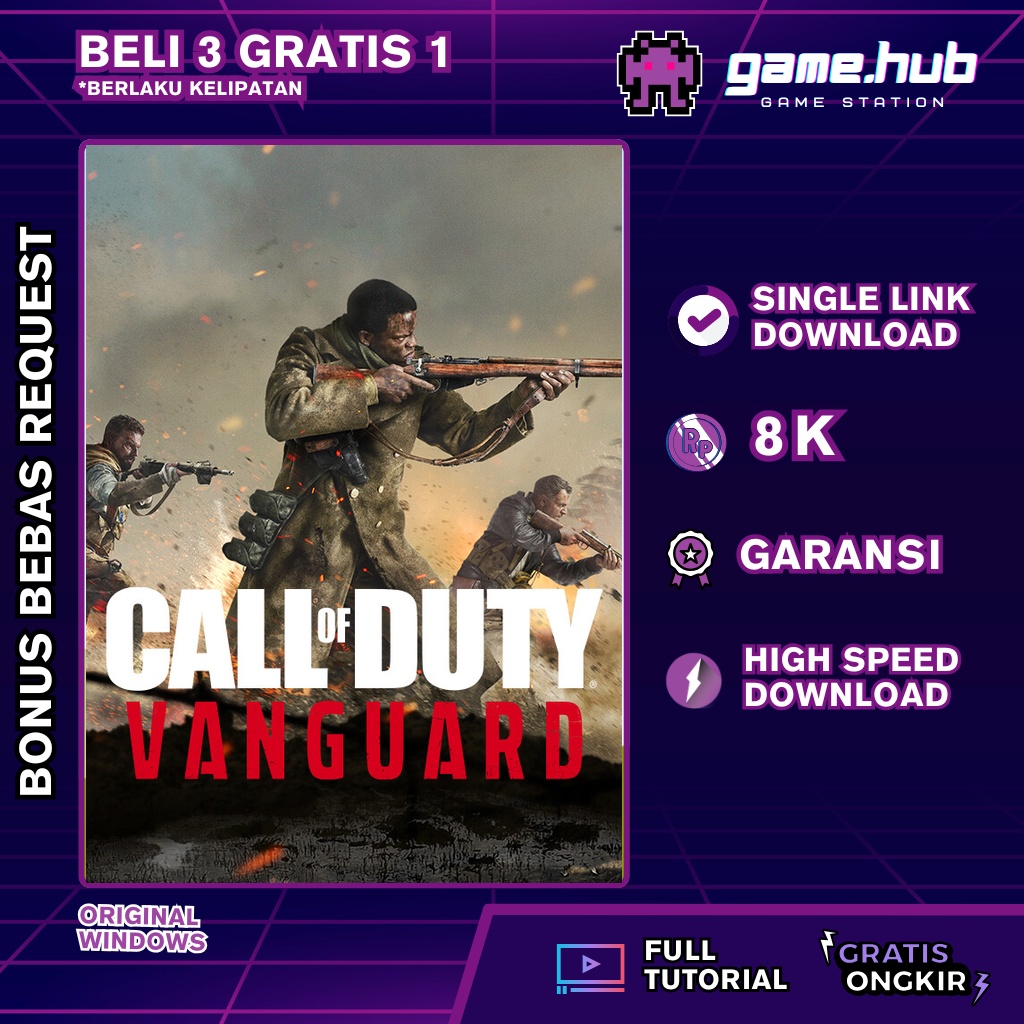 BELI 3 GRATIS 1
*BERLAKU KELIPATAN
game.hub
GAME STATION
BONUS BEBAS REQUEST
CALL OF DUTY
VANGUARD
SINGLE LINK
DOWNLOAD
RP
8K
GARANSI
HIGH SPEED
DOWNLOAD
ORIGINAL
WINDOWS
FULL
TUTORIAL
GRATIS
ONGKIR